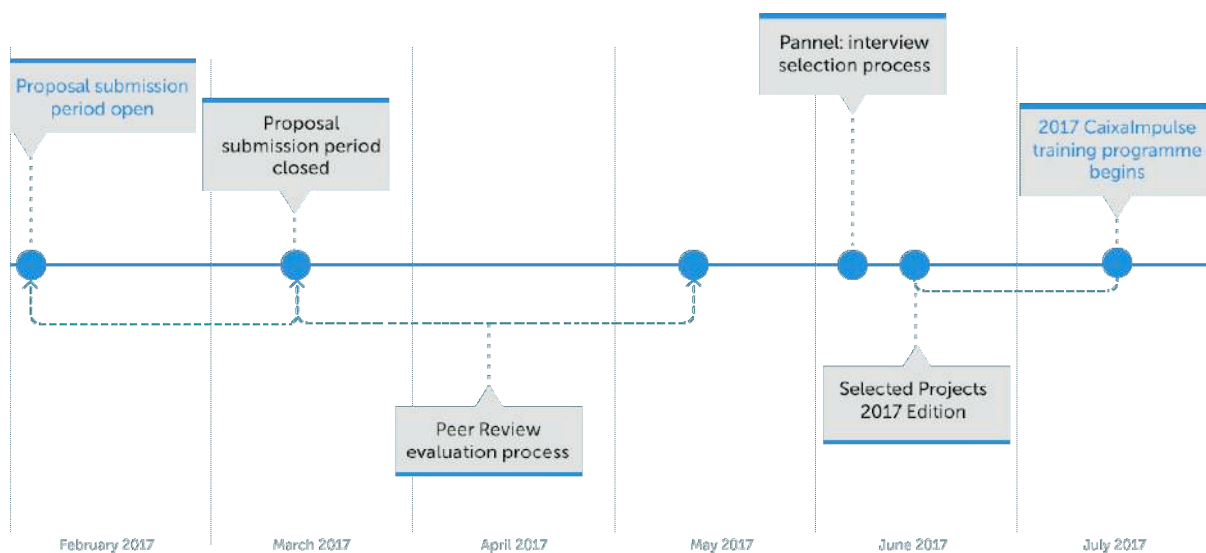 Proposal submission
period open
Proposal
submission period
closed
Pannel: interview
selection process
2017 CaixaImpulse
training programme
begins
Peer Review
evaluation process
Selected Projects
2017 Edition
February 2017
March 2017
April 2017
May 2017
June 2017
July 2017